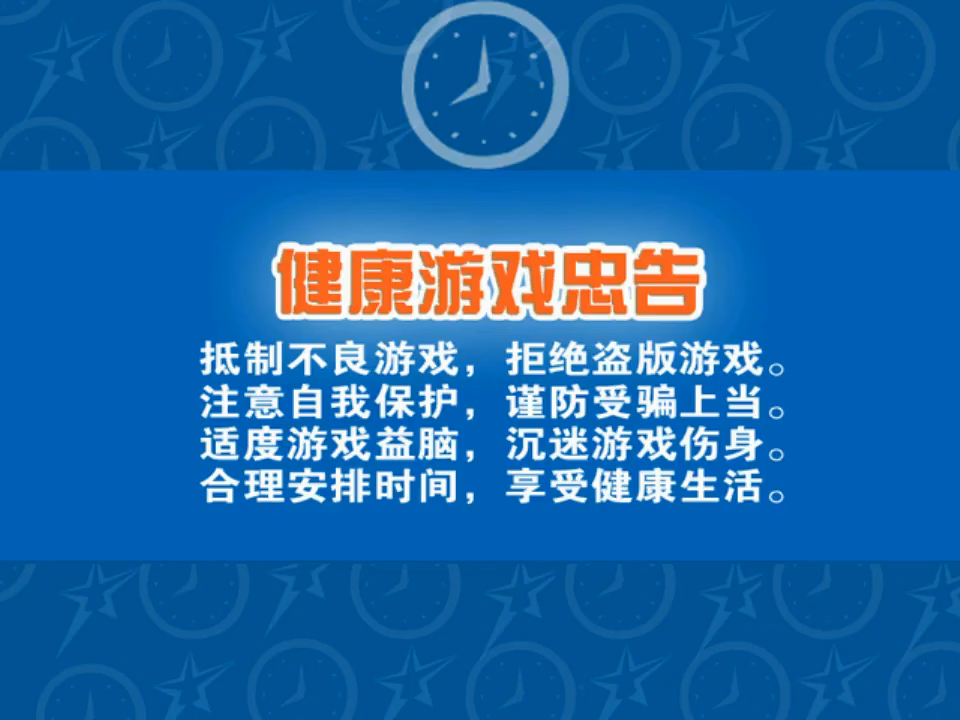 健康游戏忠告
抵制不良游戏，拒绝盗版游戏。
注意自我保护，谨防受骗上当。
适度游戏益脑，沉迷游戏伤身。
合理安排时间，享受健康生活。